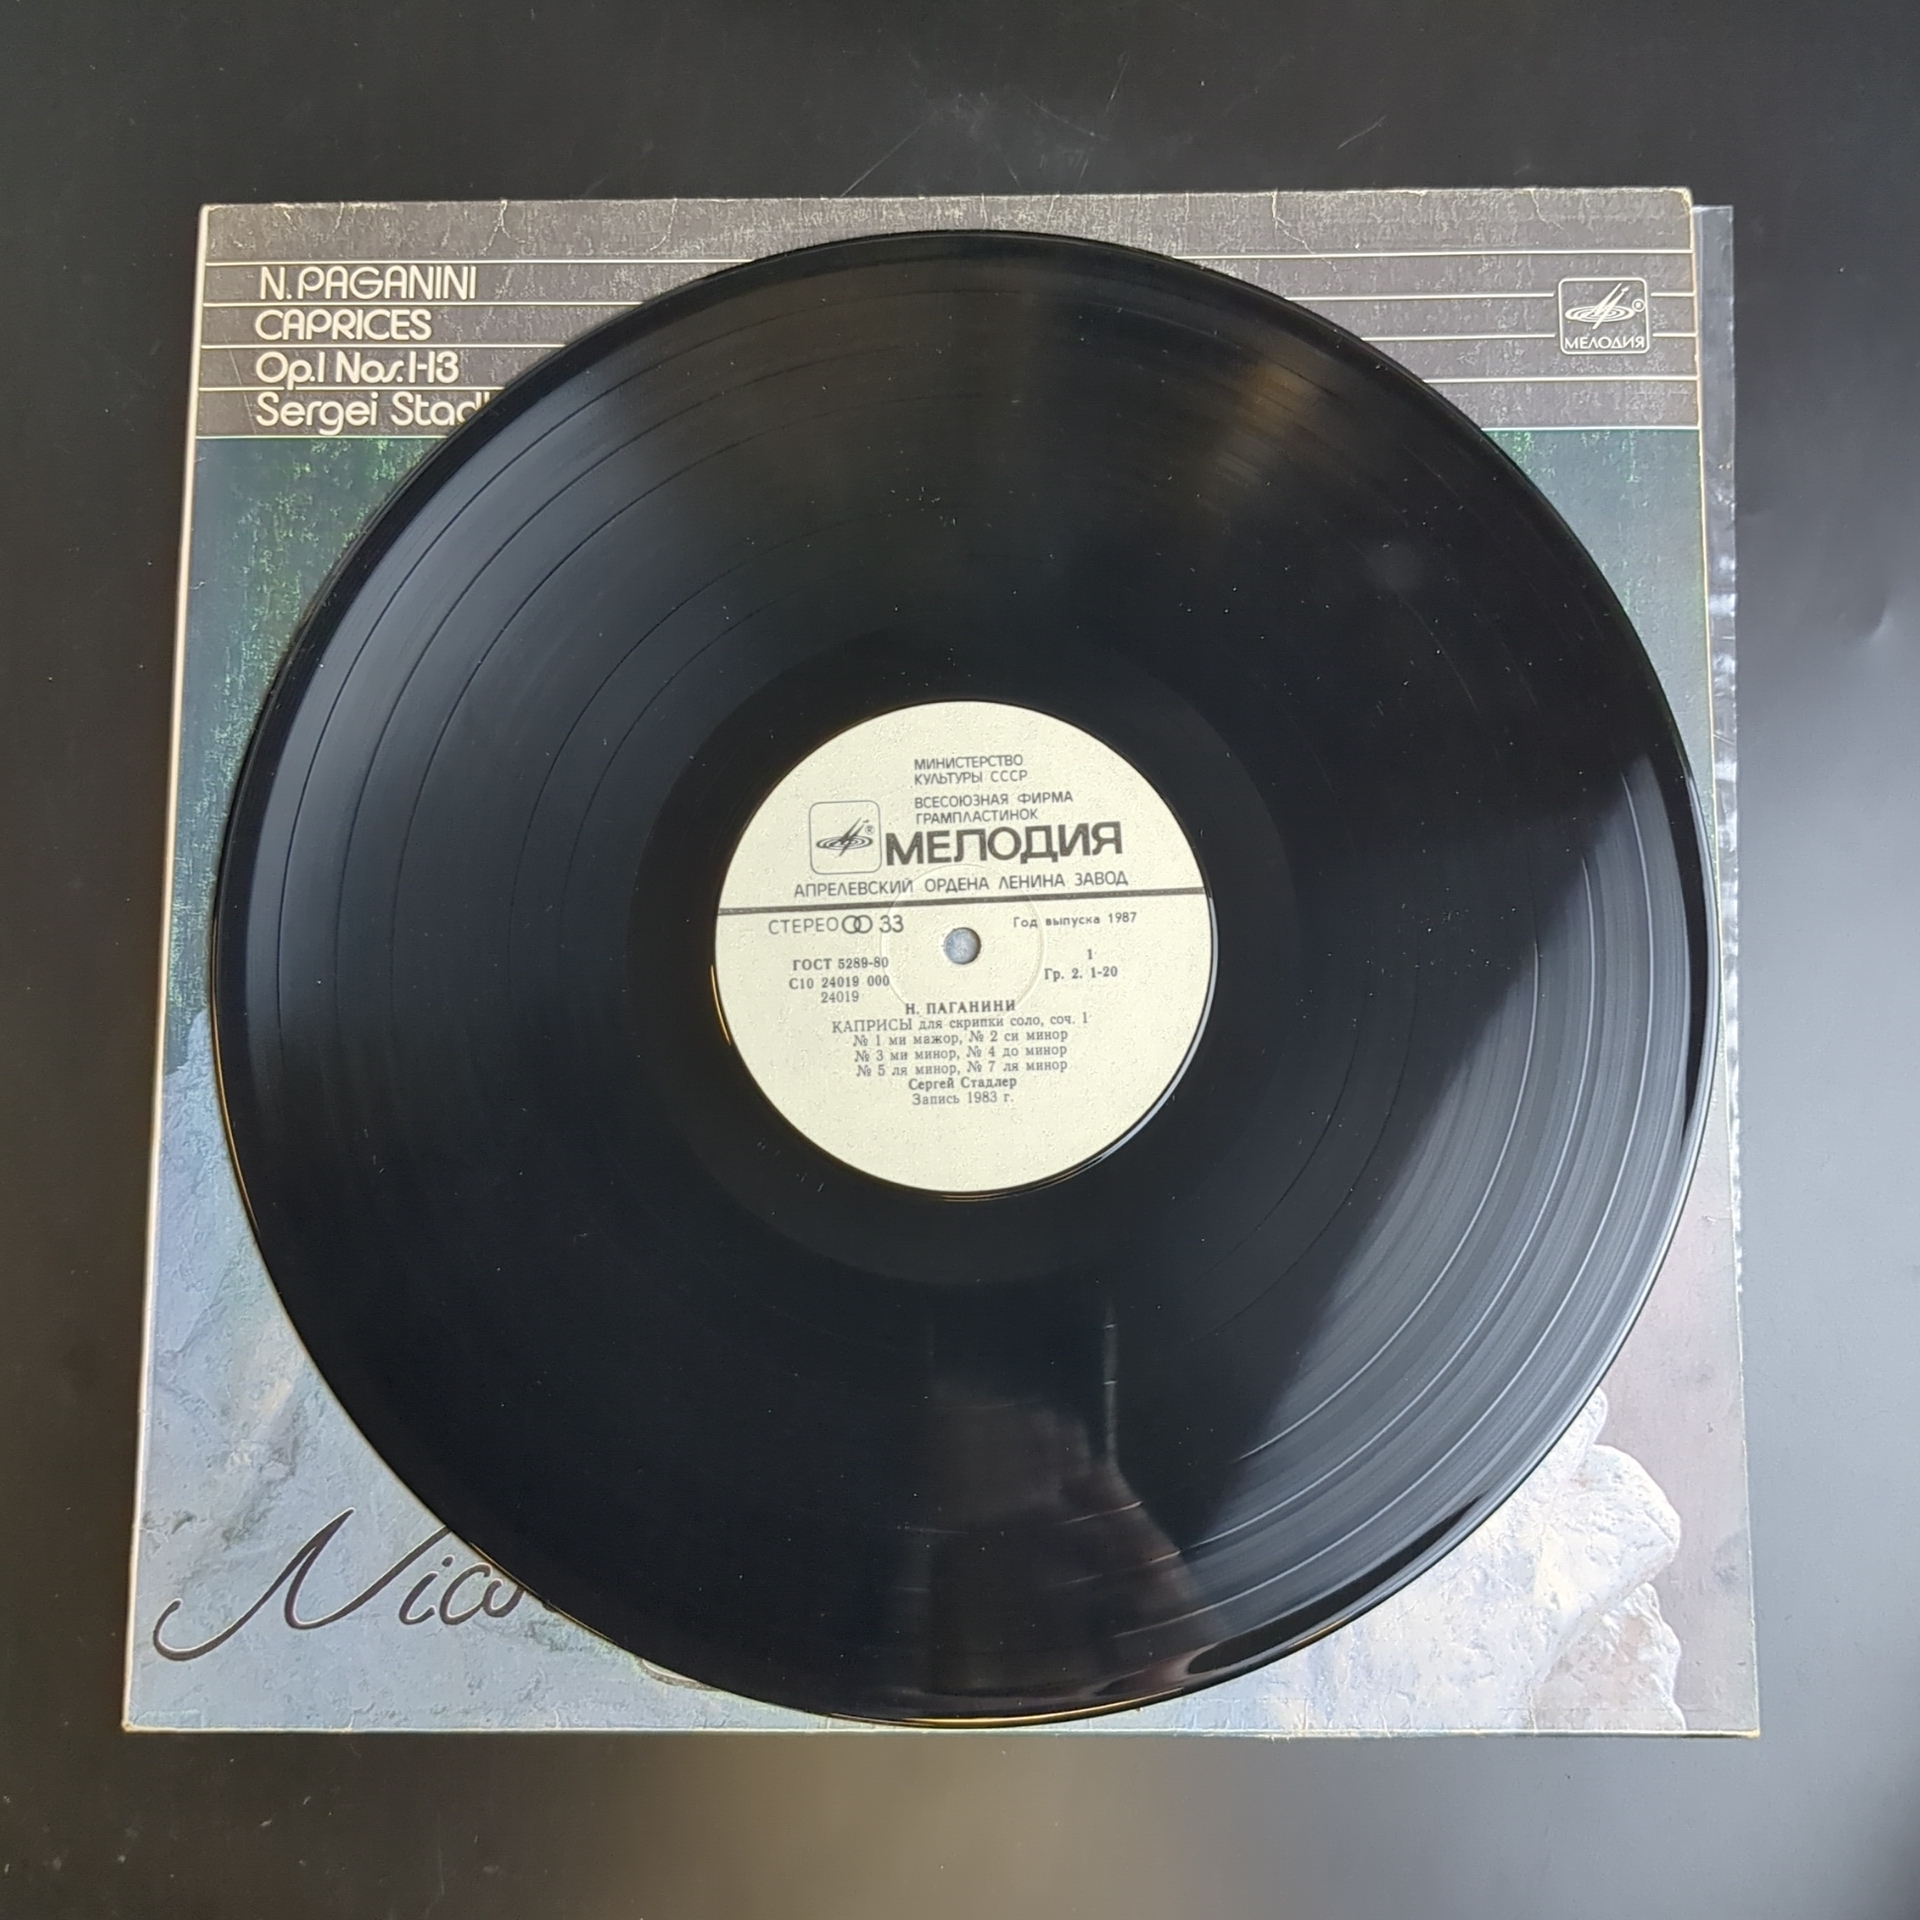 N. PAGANINI
CAPRICES
Op.1 Nos.1-13
Sergei
МЕЛОДИЯ
МИНИСТЕРСТВО
КУЛЬТУРЫ СССР
ВСЕСОЮЗНАЯ ФИРМА
ГРАМПЛАСТИНОК
МЕЛОДИЯ
АПРЕЛЕВСКИЙ ОРДЕНА ЛЕНИНА ЗАВОД
СТЕРЕО 33
Год выпуска 1987
ГОСТ 5289-80
С10 24019 000
24019
1
Гр. 2. 1-20
Н. ПАГАНИНИ
КАПРИСЫ для скрипки соло, соч. 1
№ 1 ми мажор, № 2 си минор
№ 3 ми минор, № 4 до минор
№ 5 ля минор, № 7 ля минор
Сергей Стадлер
Запись 1983 г.